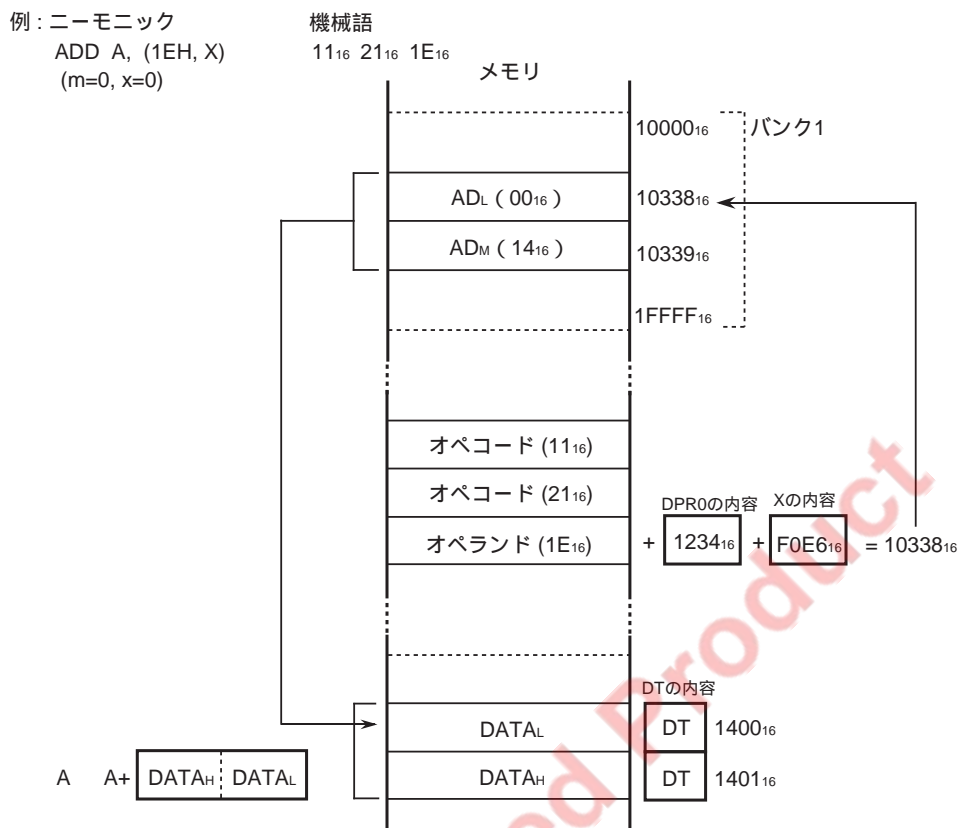 例 : ニーモニック 機械語
ADD A, (1EH, X) 11₁₆ 21₁₆ 1E₁₆
(m=0, x=0)
メモリ
10000₁₆ バンク1
ADL ( 00₁₆ ) 10338₁₆
ADM ( 14₁₆ ) 10339₁₆
1FFFF₁₆
オペコード (11₁₆)
オペコード (21₁₆)
DPR0の内容 Xの内容
オペランド (1E₁₆) + 1234₁₆ + F0E6₁₆ = 10338₁₆
DTの内容
DATAL DT 1400₁₆
A A+ DATAH DATAL DATAH DT 1401₁₆
d Product